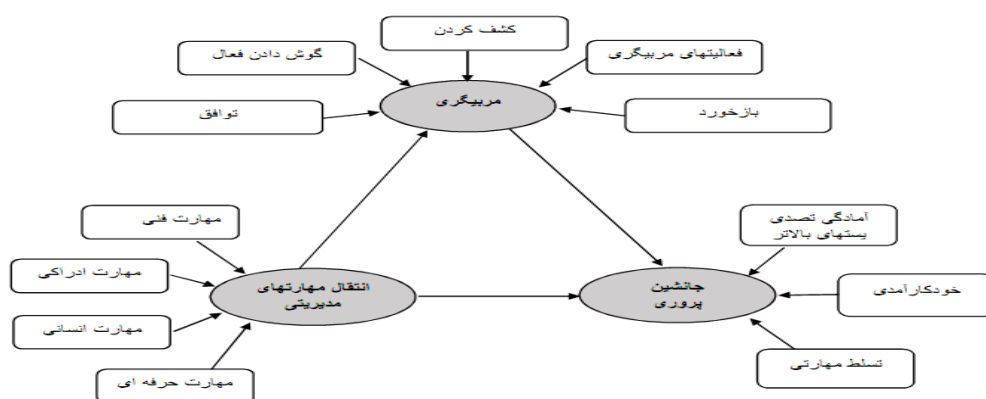 کشف کردن
گوش دادن فعال
فعالیتهای مربیگری
مربیگری
توافق
بازخورد
مهارت فنی
آمادگی تصدی
پستهای بالاتر
مهارت ادراکی
انتقال مهارتهای
مدیریتی
جانشین
پروری
خودکارآمدی
مهارت انسانی
مهارت حرفه ای
تسلط مهارتی